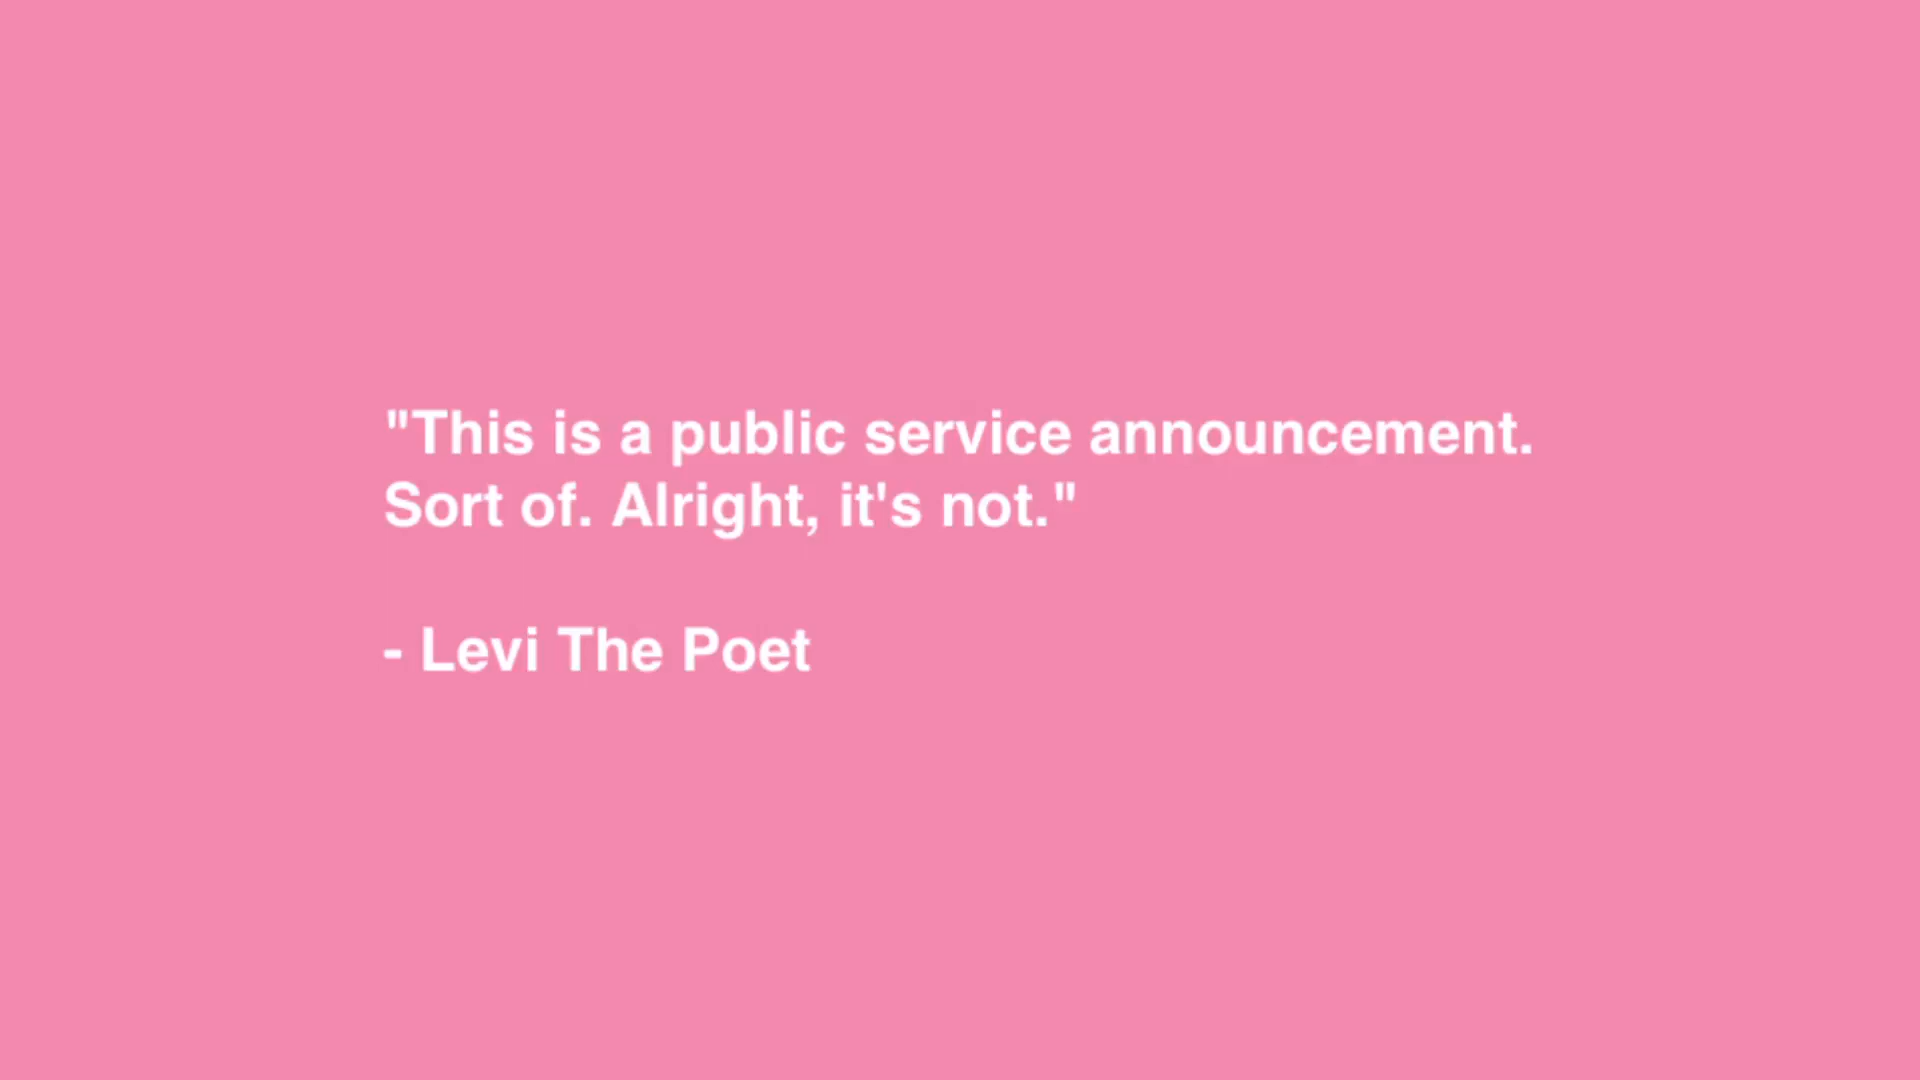 "This is a public service announcement.
Sort of. Alright, it's not."
- Levi The Poet